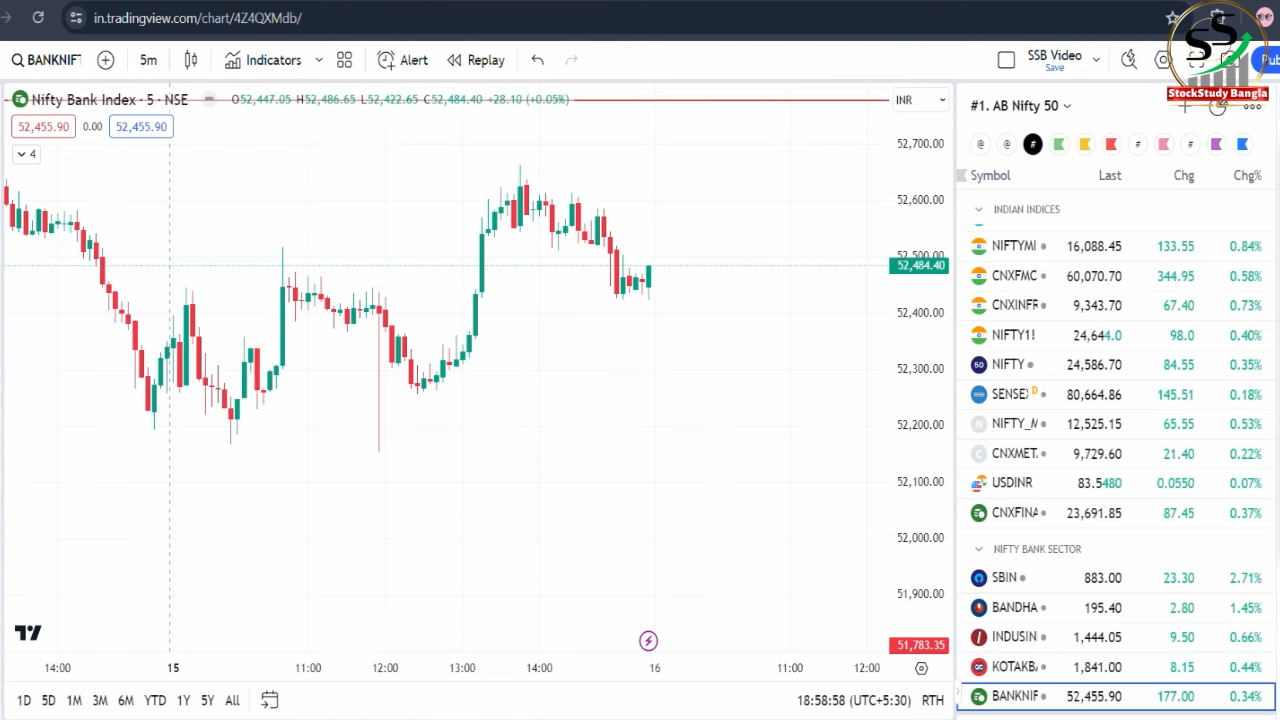 in.tradingview.com/chart/4Z4QXMdb/
BANKNIFT
5m
Indicators
Alert
Replay
SSB Video
Save
Pub
SS
StockStudy Bangla
Nifty Bank Index · 5 · NSE
O52,447.05 H52,486.65 L52,422.65 C52,484.40 +28.10 (+0.05%)
INR
52,455.90 0.00 52,455.90
4
52,700.00
52,600.00
52,500.00
52,484.40
52,400.00
52,300.00
52,200.00
52,100.00
52,000.00
51,900.00
51,783.35
14:00 15 11:00 12:00 13:00 14:00 16 11:00 12:00
1D 5D 1M 3M 6M YTD 1Y 5Y All
18:58:58 (UTC+5:30) RTH
#1. AB Nifty 50
@ @ # # #
Symbol Last Chg Chg%
INDIAN INDICES
NIFTYMI 16,088.45 133.55 0.84%
CNXFMC 60,070.70 344.95 0.58%
CNXINFR 9,343.70 67.40 0.73%
NIFTY1! 24,644.0 98.0 0.40%
50 NIFTY 24,586.70 84.55 0.35%
SENSEX D 80,664.86 145.51 0.18%
N NIFTY_M 12,525.15 65.55 0.53%
C CNXMET 9,729.60 21.40 0.22%
USDINR 83.5480 0.0550 0.07%
CNXFINA 23,691.85 87.45 0.37%
NIFTY BANK SECTOR
SBIN 883.00 23.30 2.71%
BANDHA 195.40 2.80 1.45%
INDUSIN 1,444.05 9.50 0.66%
KOTAKBA 1,841.00 8.15 0.44%
BANKNIF 52,455.90 177.00 0.34%